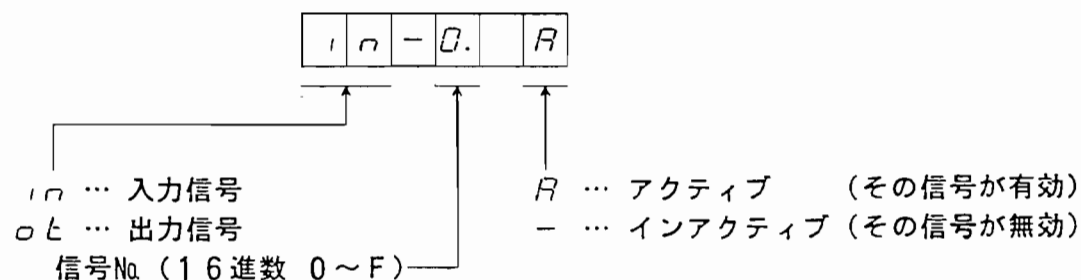 in-0. A
in … 入力信号
ot … 出力信号
信号No.（１６進数 ０～Ｆ）
A … アクティブ （その信号が有効）
- … インアクティブ（その信号が無効）